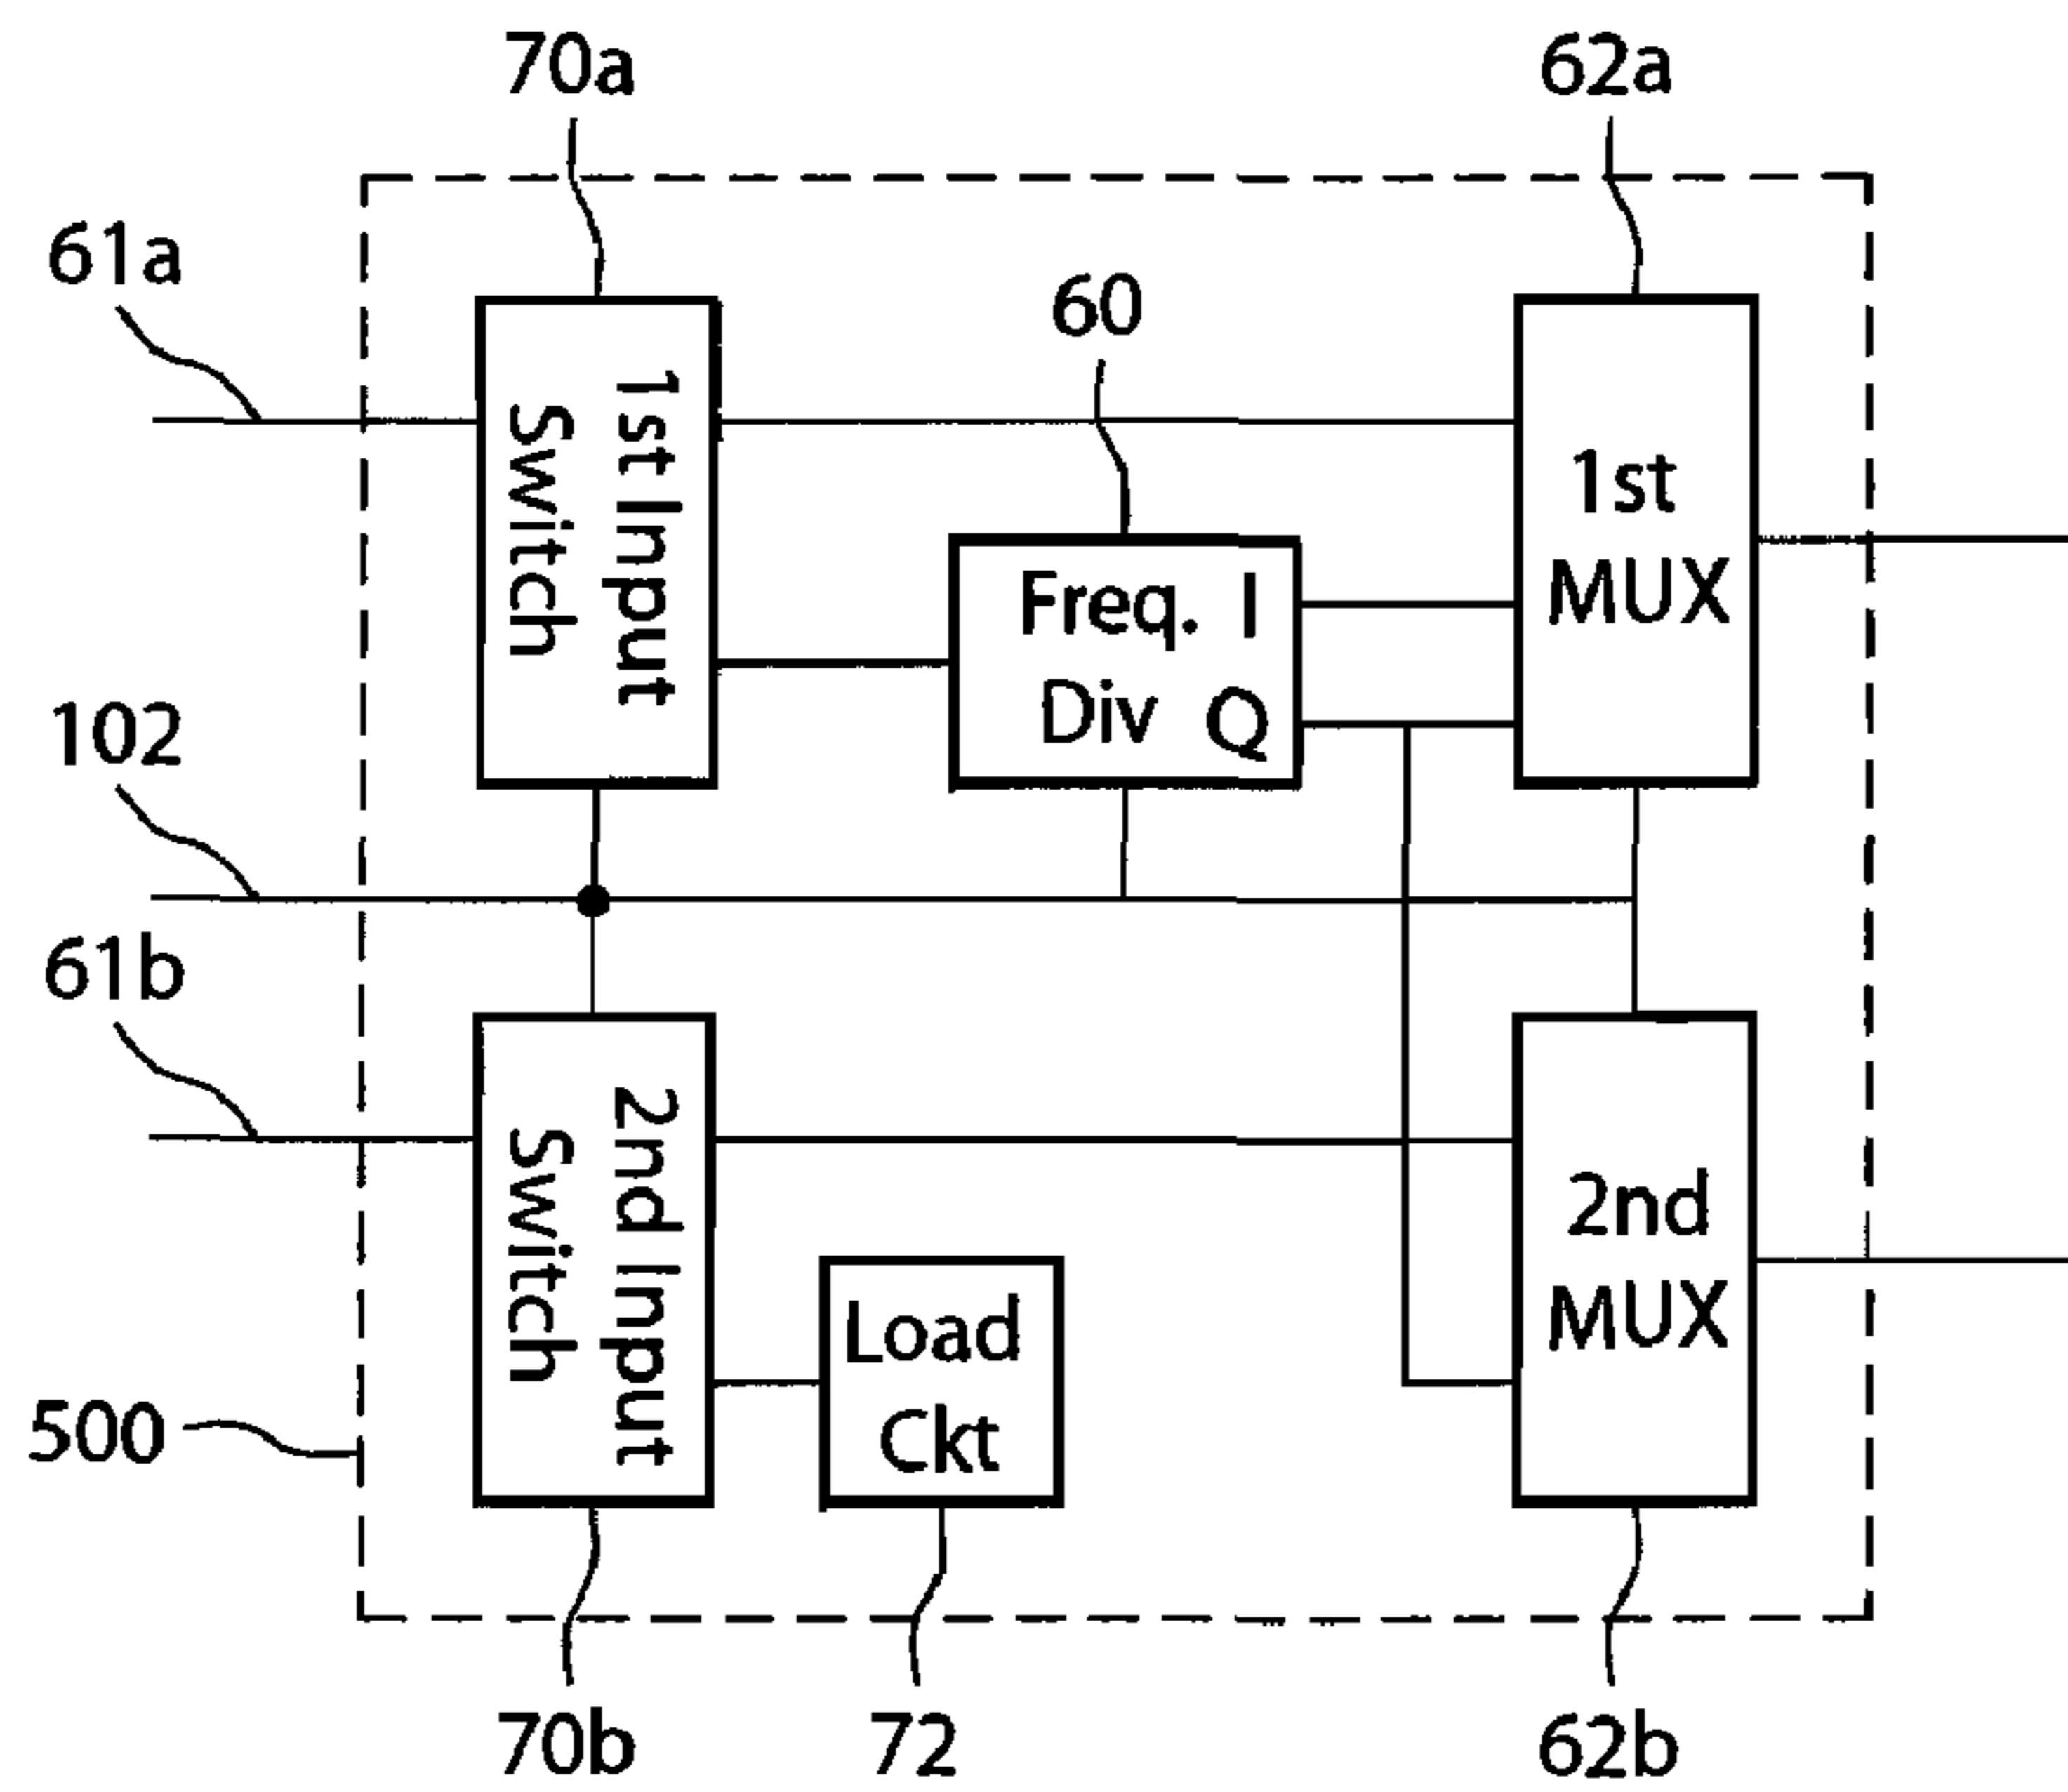 70a
62a
61a
60
1st Input
Switch
1st
MUX
Freq. I
Div Q
102
61b
2nd Input
Switch
2nd
MUX
Load
Ckt
500
70b
72
62b